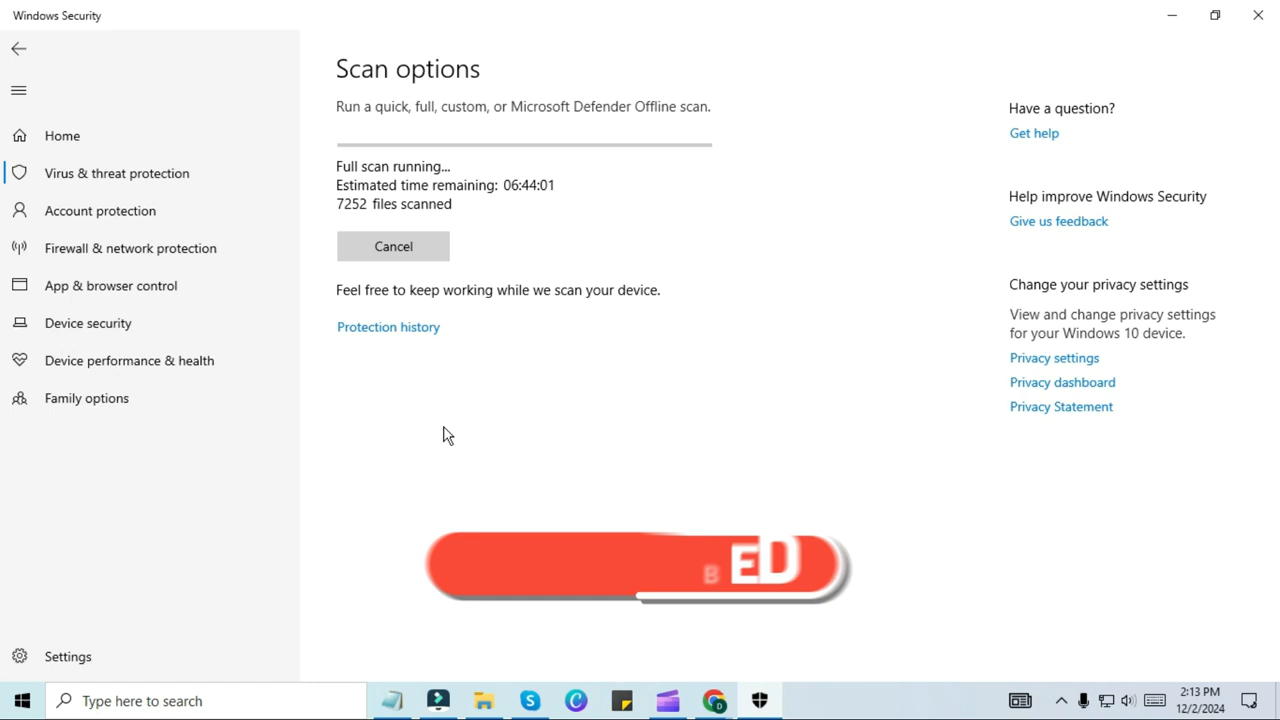 Windows Security
Home
Virus & threat protection
Account protection
Firewall & network protection
App & browser control
Device security
Device performance & health
Family options
Settings
Scan options
Run a quick, full, custom, or Microsoft Defender Offline scan.
Full scan running...
Estimated time remaining: 06:44:01
7252 files scanned
Cancel
Feel free to keep working while we scan your device.
Protection history
Have a question?
Get help
Help improve Windows Security
Give us feedback
Change your privacy settings
View and change privacy settings
for your Windows 10 device.
Privacy settings
Privacy dashboard
Privacy Statement
B ED
Type here to search
2:13 PM
12/2/2024